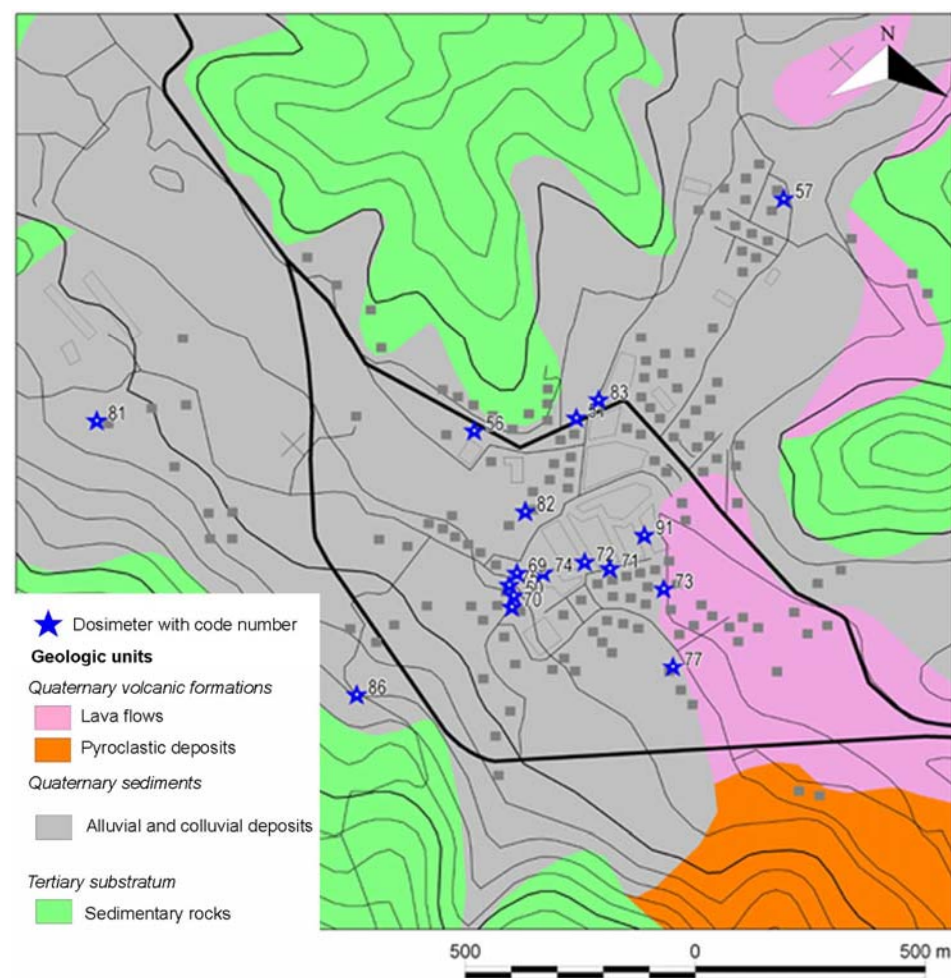 N
57
83
81
56
82
91
69
74
72
71
73
70
77
86
Dosimeter with code number
Geologic units
Quaternary volcanic formations
Lava flows
Pyroclastic deposits
Quaternary sediments
Alluvial and colluvial deposits
Tertiary substratum
Sedimentary rocks
500 0 500 m